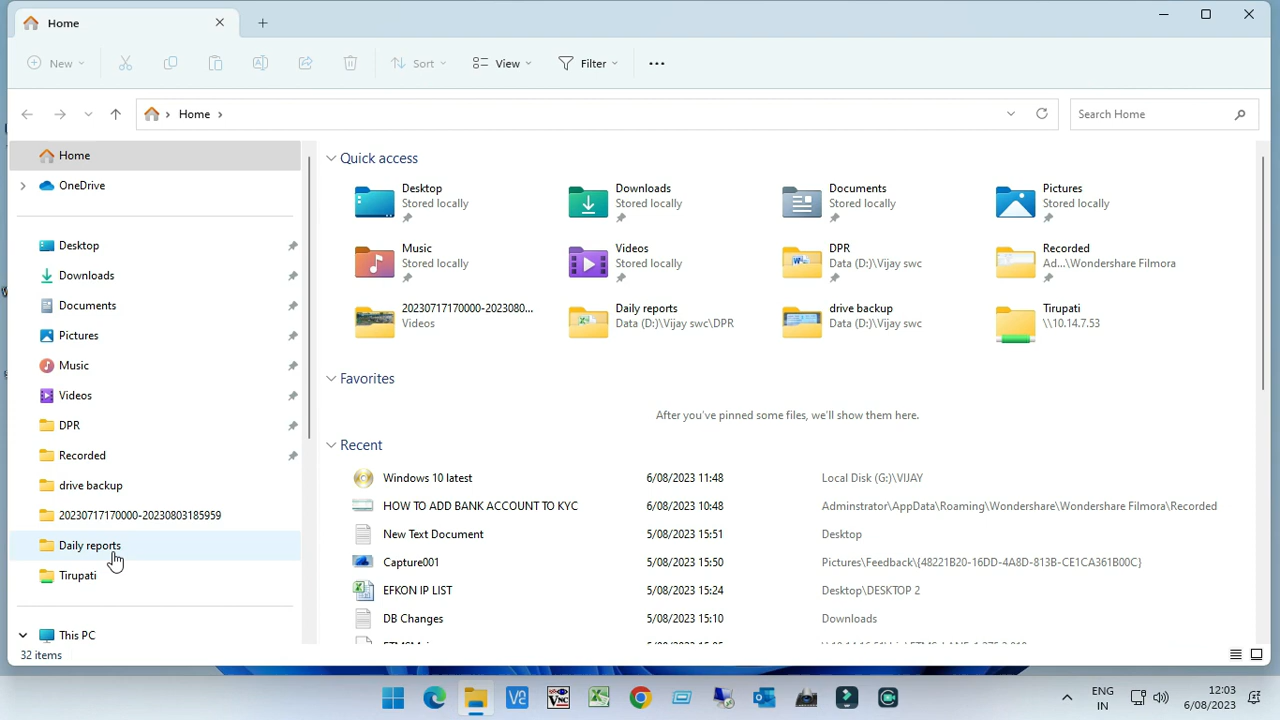 Home
New
Sort
View
Filter
Home
Search Home
Home
OneDrive
Desktop
Downloads
Documents
Pictures
Music
Videos
DPR
Recorded
drive backup
20230717170000-20230803185959
Daily reports
Tirupati
This PC
32 items
Quick access
Desktop
Stored locally
Downloads
Stored locally
Documents
Stored locally
Pictures
Stored locally
Music
Stored locally
Videos
Stored locally
DPR
Data (D:)\Vijay swc
Recorded
Ad...\Wondershare Filmora
20230717170000-2023080...
Videos
Daily reports
Data (D:)\Vijay swc\DPR
drive backup
Data (D:)\Vijay swc
Tirupati
\\10.14.7.53
Favorites
After you've pinned some files, we'll show them here.
Recent
Windows 10 latest 6/08/2023 11:48 Local Disk (G:)\VIJAY
HOW TO ADD BANK ACCOUNT TO KYC 6/08/2023 10:48 Adminstrator\AppData\Roaming\Wondershare\Wondershare Filmora\Recorded
New Text Document 5/08/2023 15:51 Desktop
Capture001 5/08/2023 15:50 Pictures\Feedback\{48221B20-16DD-4A8D-813B-CE1CA361B00C}
EFKON IP LIST 5/08/2023 15:24 Desktop\DESKTOP 2
DB Changes 5/08/2023 15:10 Downloads
ENG
IN
12:03
6/08/2023